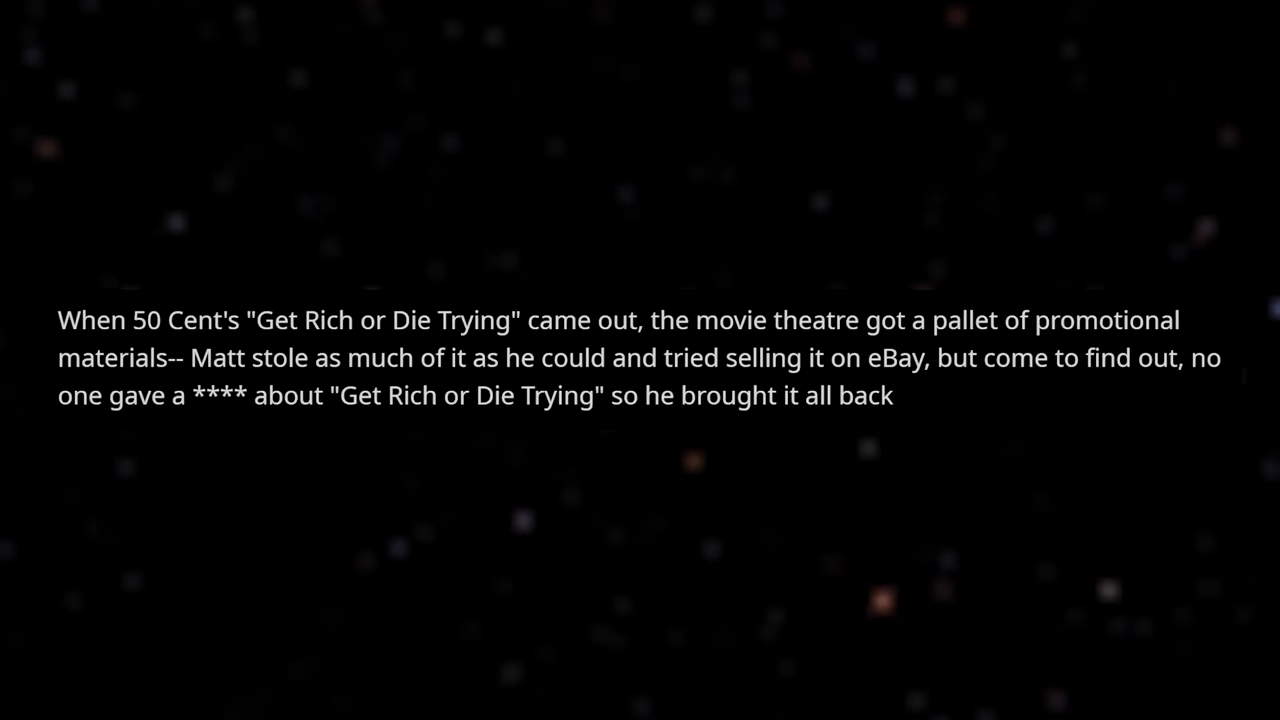 When 50 Cent's "Get Rich or Die Trying" came out, the movie theatre got a pallet of promotional
materials-- Matt stole as much of it as he could and tried selling it on eBay, but come to find out, no
one gave a **** about "Get Rich or Die Trying" so he brought it all back